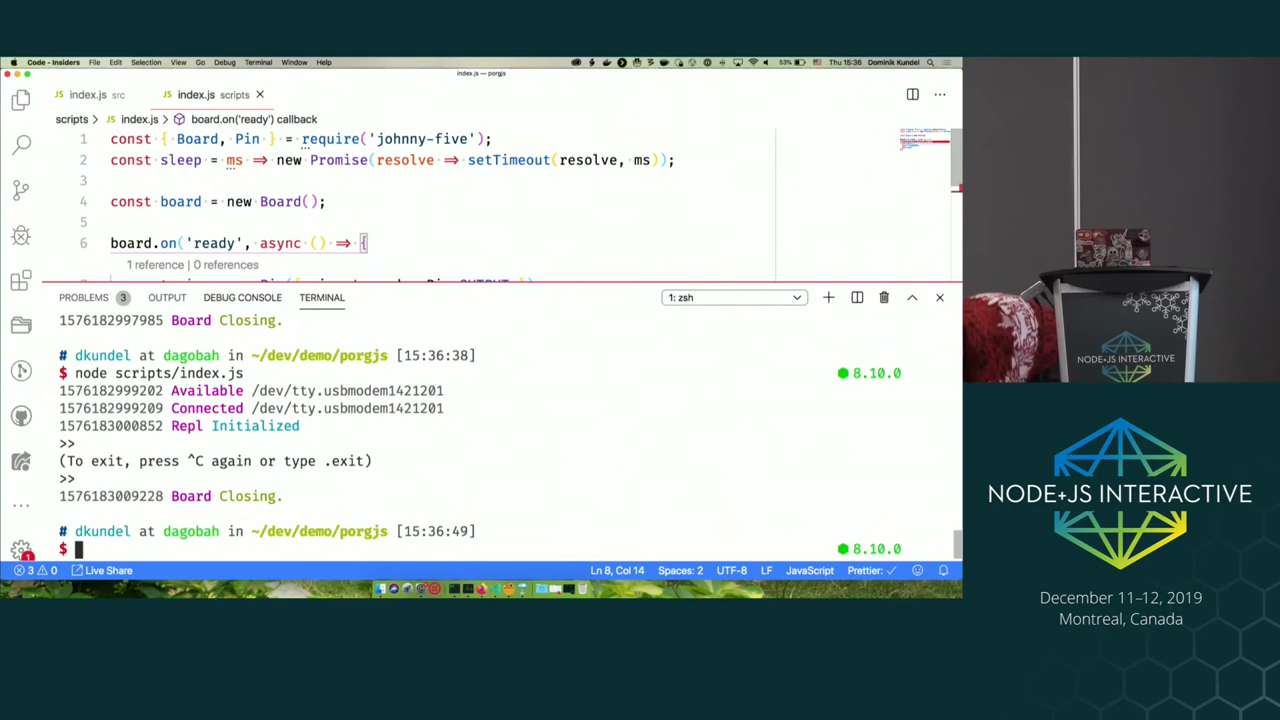 Code - Insiders File Edit Selection View Go Debug Terminal Window Help 53% Thu 15:36 Dominik Kundel
index.js — porgjs
JS index.js src JS index.js scripts
scripts > JS index.js > board.on('ready') callback
1 const { Board, Pin } = require('johnny-five');
2 const sleep = ms => new Promise(resolve => setTimeout(resolve, ms));
3
4 const board = new Board();
5
6 board.on('ready', async () => {
1 reference | 0 references
PROBLEMS 3 OUTPUT DEBUG CONSOLE TERMINAL 1: zsh
1576182997985 Board Closing.
# dkundel at dagobah in ~/dev/demo/porgjs [15:36:38]
$ node scripts/index.js 8.10.0
1576182999202 Available /dev/tty.usbmodem1421201
1576182999209 Connected /dev/tty.usbmodem1421201
1576183000852 Repl Initialized
>>
(To exit, press ^C again or type .exit)
>>
1576183009228 Board Closing.
# dkundel at dagobah in ~/dev/demo/porgjs [15:36:49]
$ 8.10.0
3 0 Live Share Ln 8, Col 14 Spaces: 2 UTF-8 LF JavaScript Prettier: ✓
NODE+JS INTERACTIVE
NODE+JS INTERACTIVE
December 11–12, 2019
Montreal, Canada